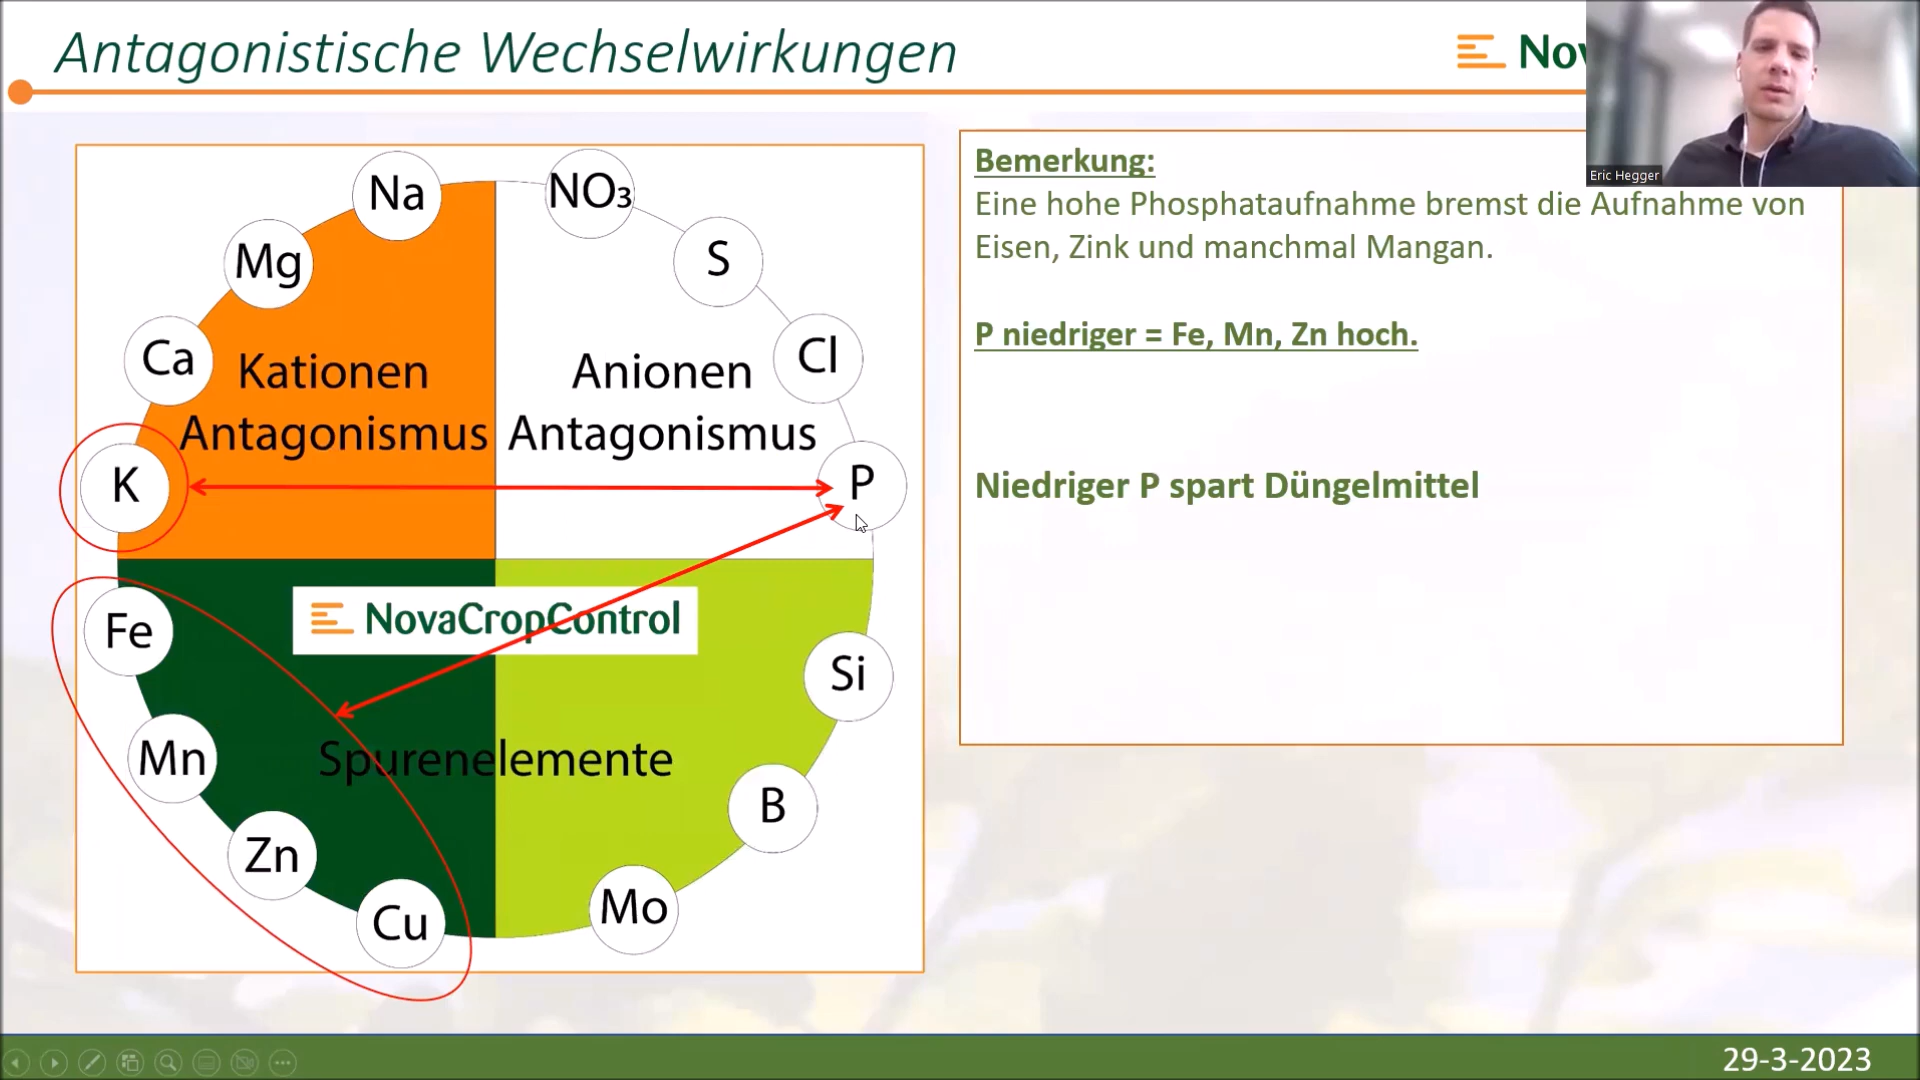 Antagonistische Wechselwirkungen
Eric Hegger
Na
NO₃
Mg
S
Ca
Cl
Kationen
Antagonismus
Anionen
Antagonismus
K
P
Fe
NovaCropControl
Si
Mn
Spurenelemente
B
Zn
Mo
Cu
Bemerkung:
Eine hohe Phosphataufnahme bremst die Aufnahme von
Eisen, Zink und manchmal Mangan.
P niedriger = Fe, Mn, Zn hoch.
Niedriger P spart Düngelmittel
29-3-2023